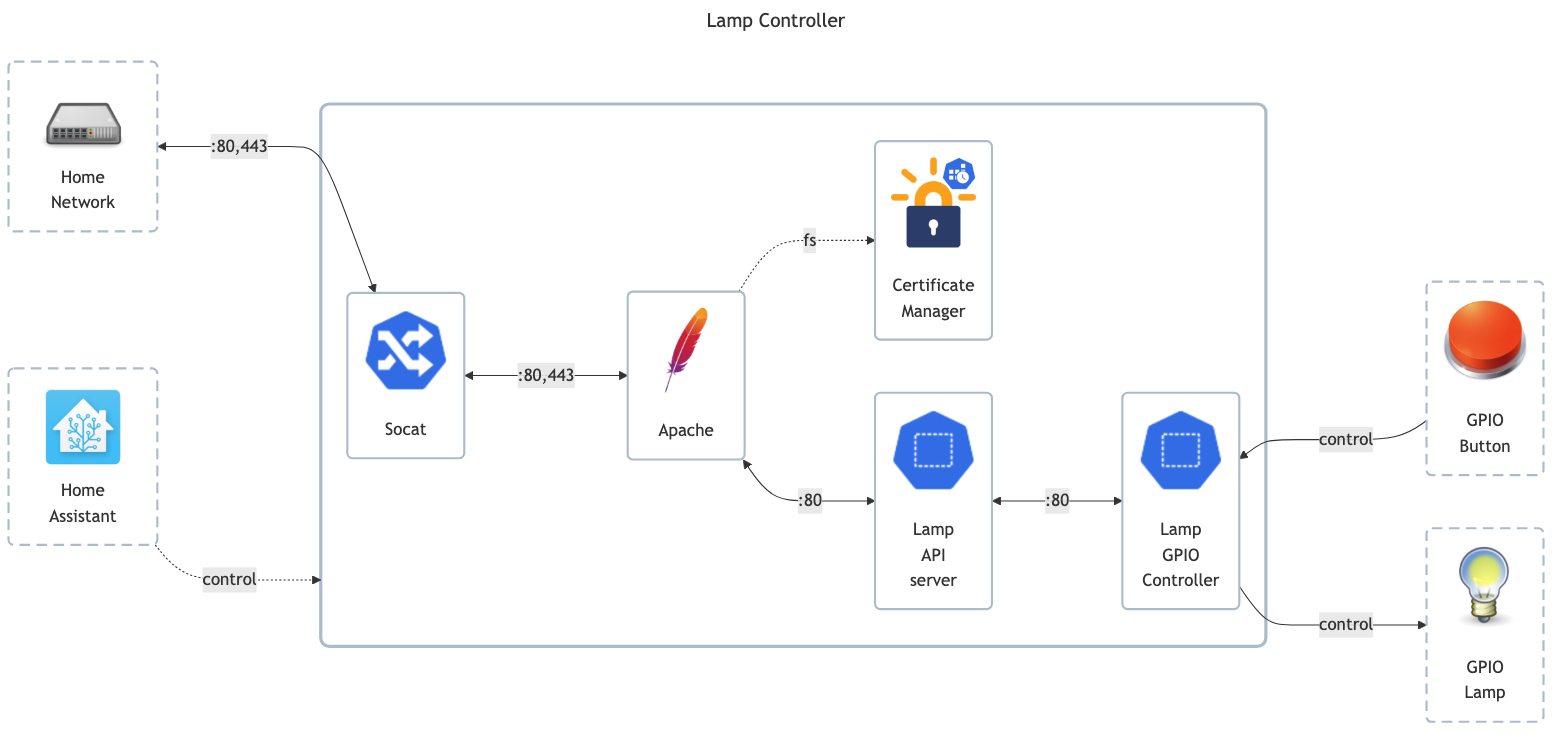 Lamp Controller
Home
Network
:80,443
Home
Assistant
control
Socat
:80,443
Apache
fs
Certificate
Manager
:80
Lamp
API
server
:80
Lamp
GPIO
Controller
control
GPIO
Button
control
GPIO
Lamp